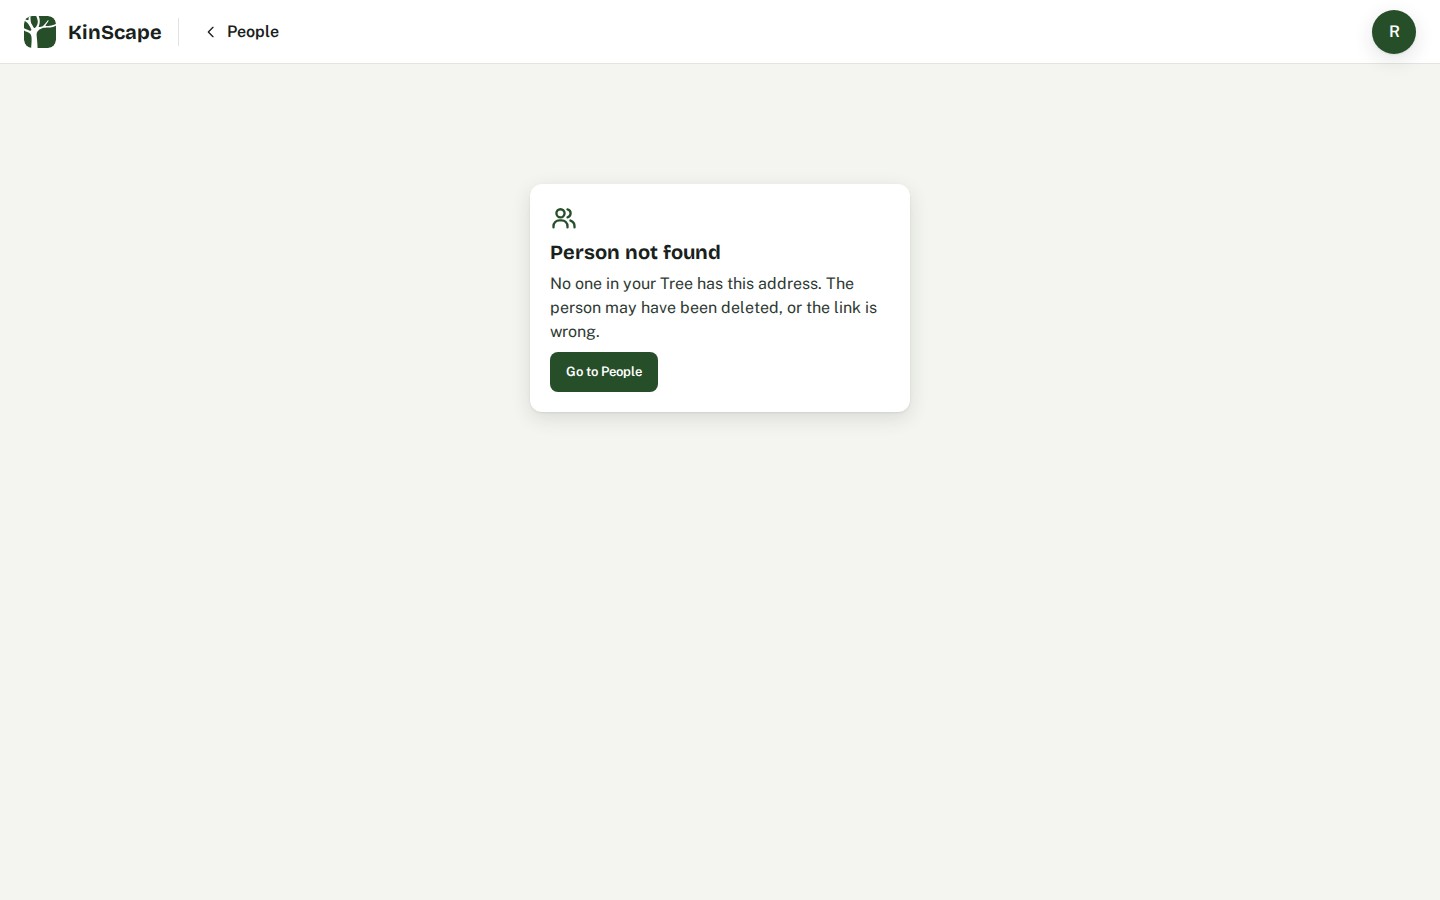 KinScape
People
R
Person not found
No one in your Tree has this address. The
person may have been deleted, or the link is
wrong.
Go to People